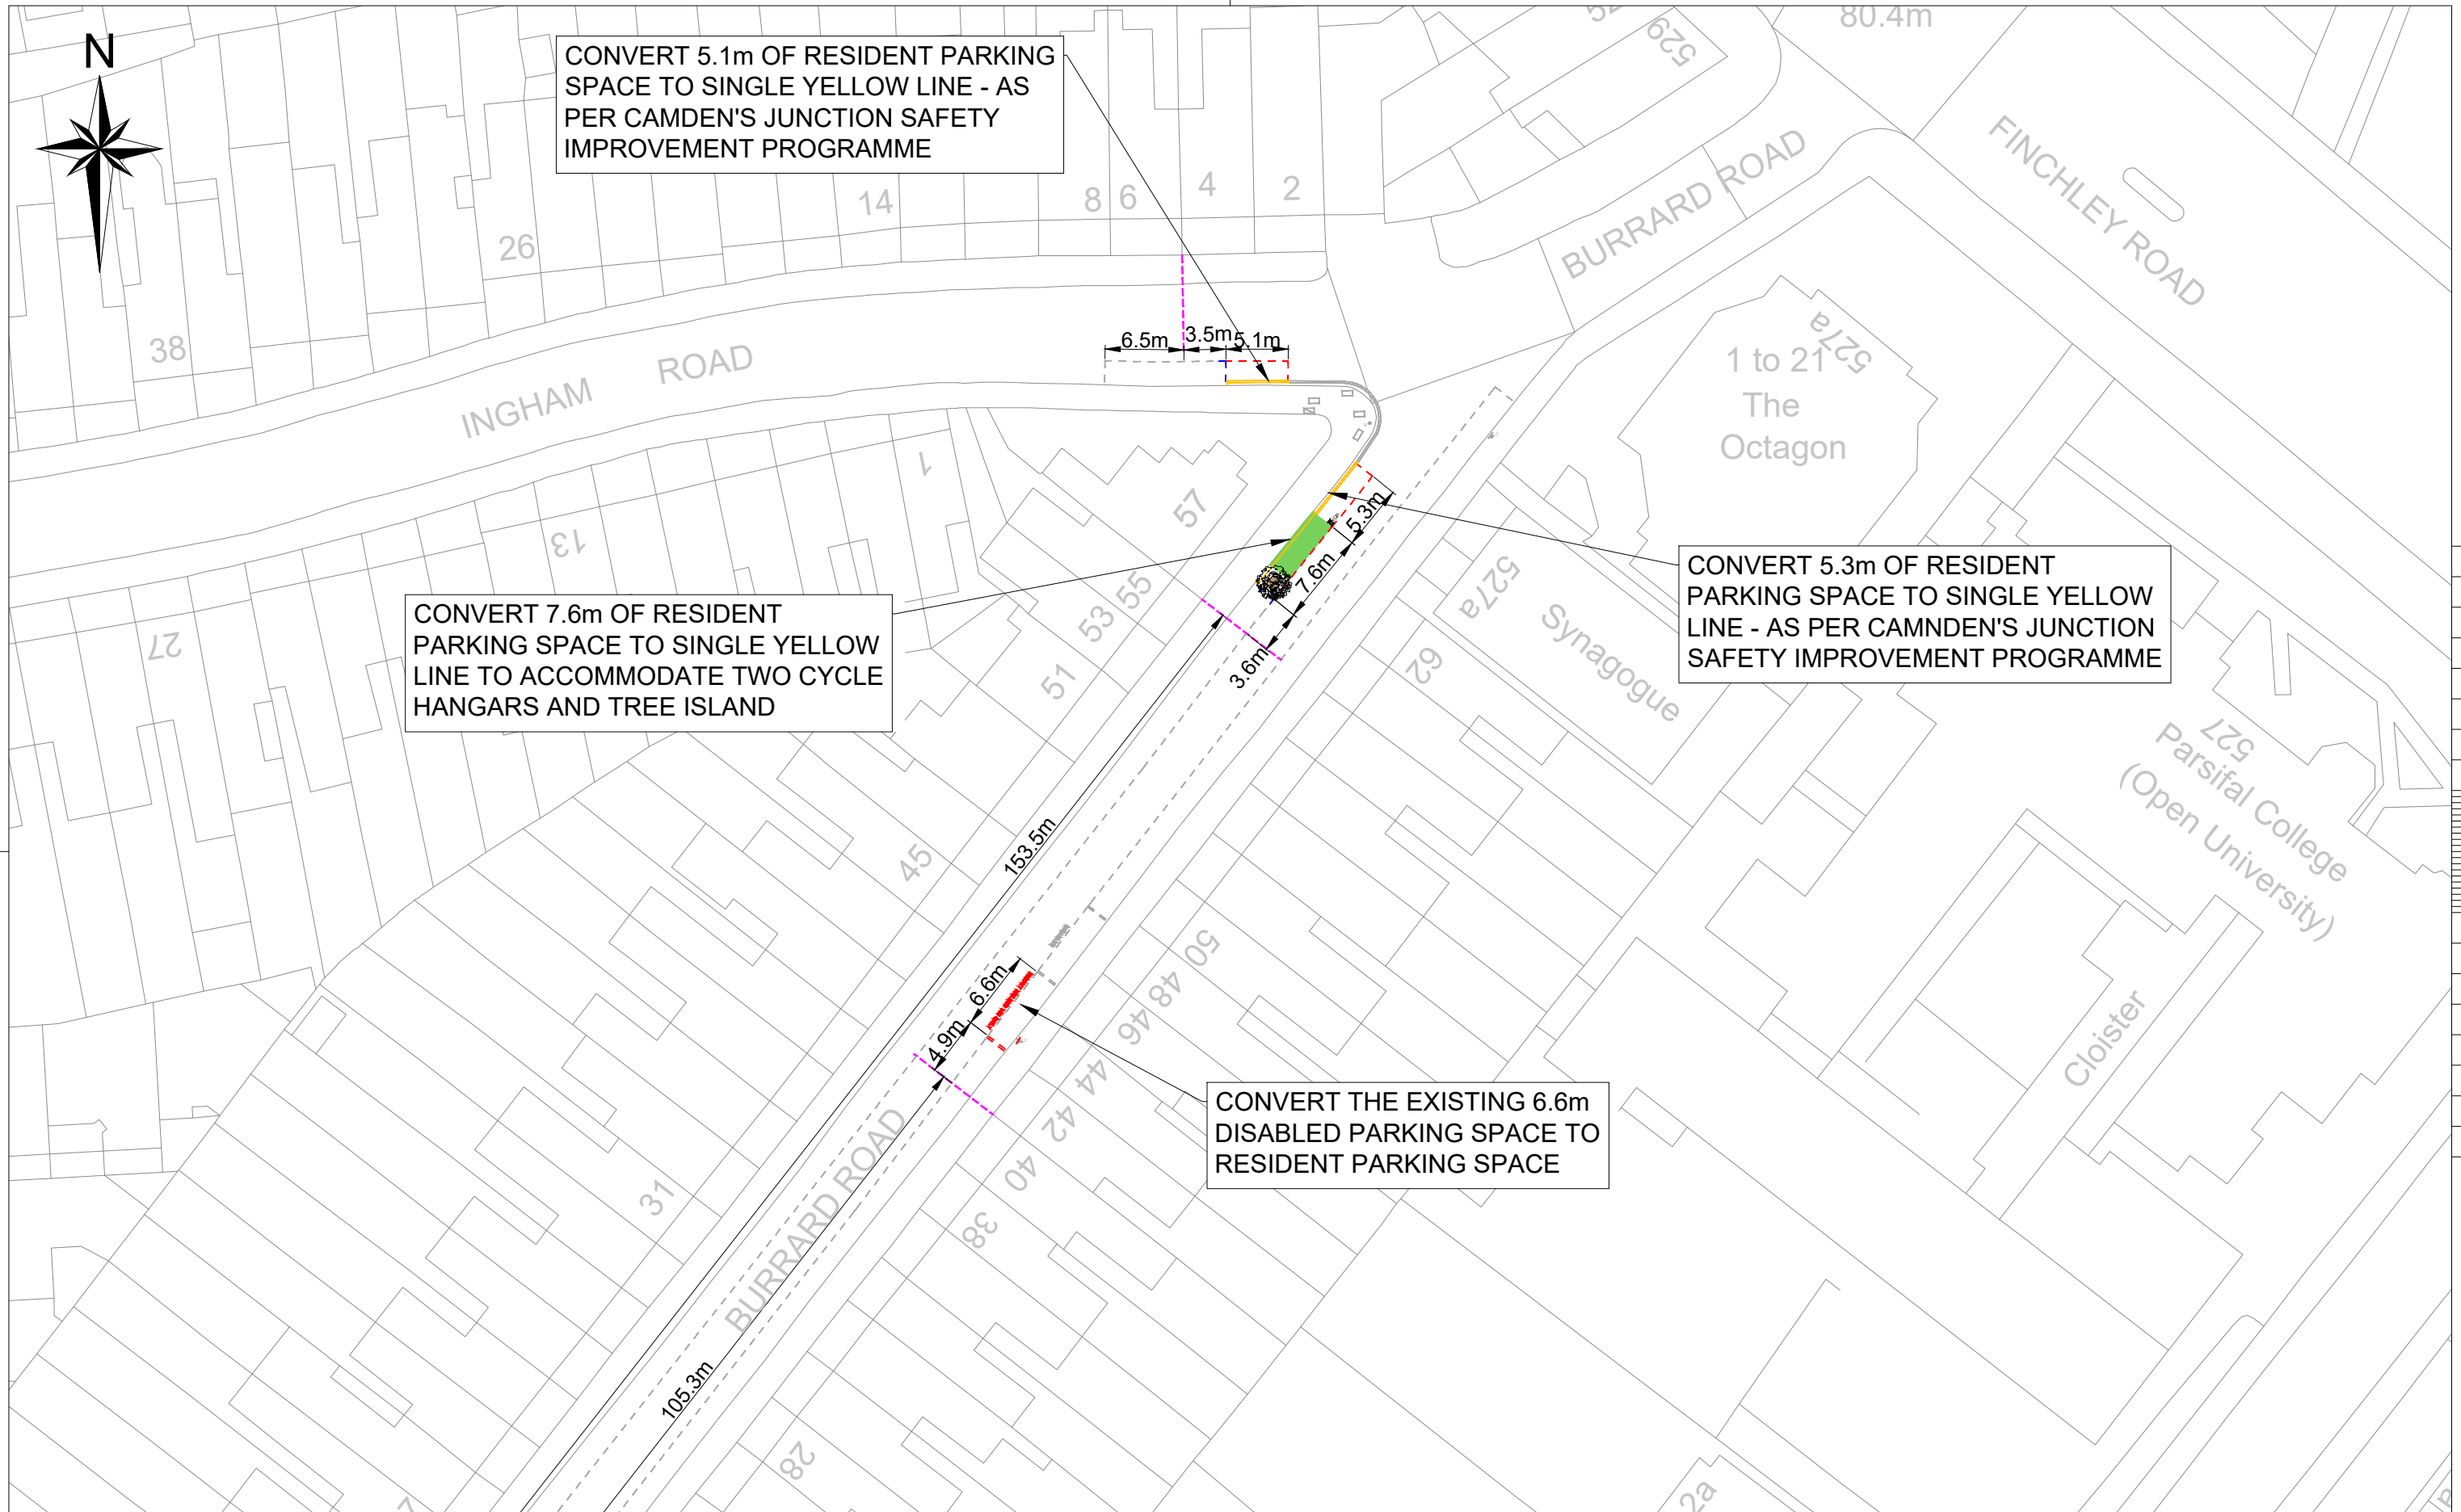 N
CONVERT 5.1m OF RESIDENT PARKING
SPACE TO SINGLE YELLOW LINE - AS
PER CAMDEN'S JUNCTION SAFETY
IMPROVEMENT PROGRAMME
529
80.4m
BURRARD ROAD
FINCHLEY ROAD
14
8
6
4
2
26
38
INGHAM ROAD
6.5m
3.5m
5.1m
1 to 21
The
Octagon
527a
1
13
27
57
55
53
51
5.3m
7.6m
3.6m
CONVERT 7.6m OF RESIDENT
PARKING SPACE TO SINGLE YELLOW
LINE TO ACCOMMODATE TWO CYCLE
HANGARS AND TREE ISLAND
CONVERT 5.3m OF RESIDENT
PARKING SPACE TO SINGLE YELLOW
LINE - AS PER CAMNDEN'S JUNCTION
SAFETY IMPROVEMENT PROGRAMME
527a
Synagogue
62
527
Parsifal College
(Open University)
45
153.5m
50
48
46
44
42
40
38
6.6m
4.9m
Cloister
CONVERT THE EXISTING 6.6m
DISABLED PARKING SPACE TO
RESIDENT PARKING SPACE
31
BURRARD ROAD
105.3m
28
2a